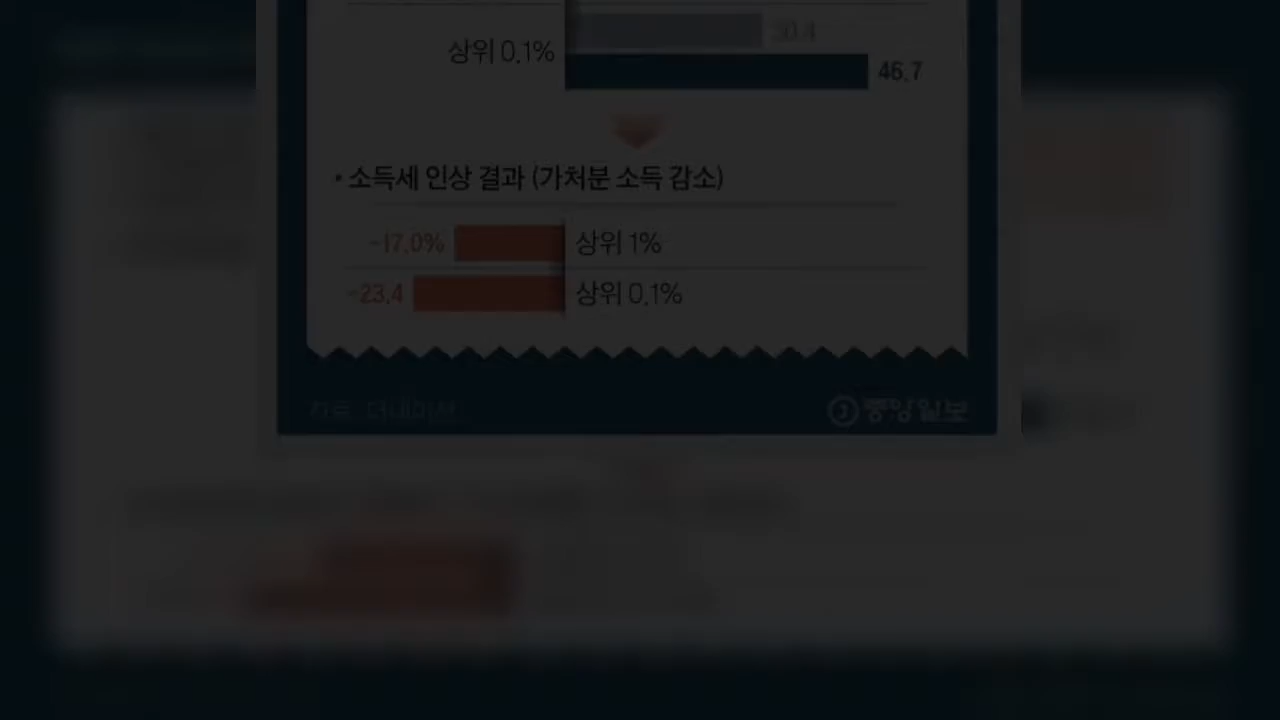 30.4
상위 0.1%
46.7
• 소득세 인상 결과 (가처분 소득 감소)
-17.0% 상위 1%
-23.4 상위 0.1%
중앙일보